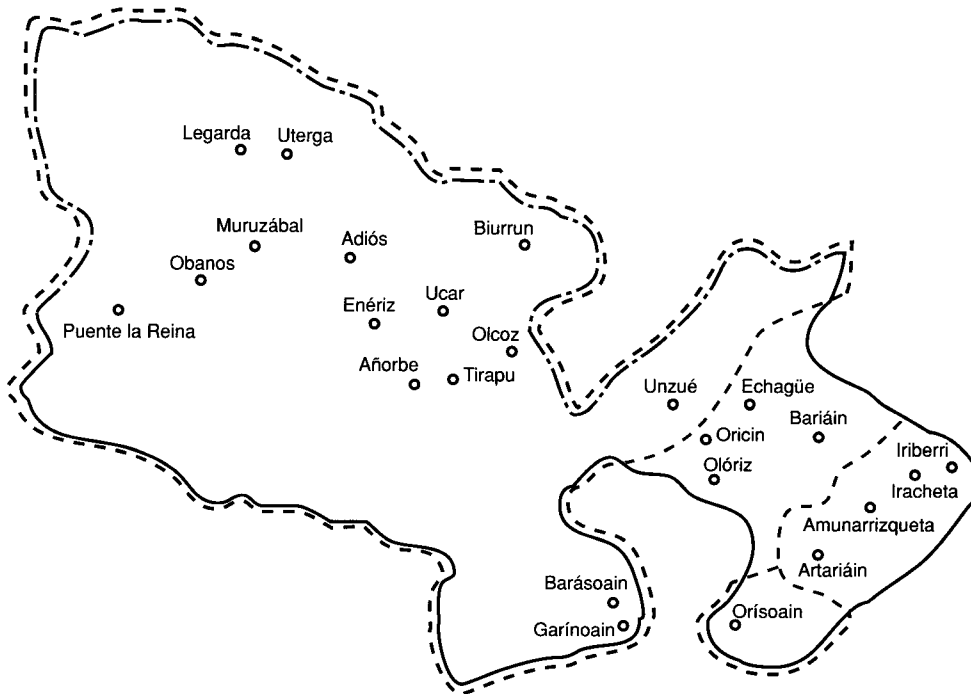 Legarda
Uterga
Muruzábal
Adiós
Biurrun
Obanos
Enériz
Ucar
Puente la Reina
Olcoz
Añorbe
Tirapu
Unzué
Echagüe
Bariáin
Oricin
Iriberri
Olóriz
Iracheta
Amunarrizqueta
Artariáin
Barásoain
Orísoain
Garínoain